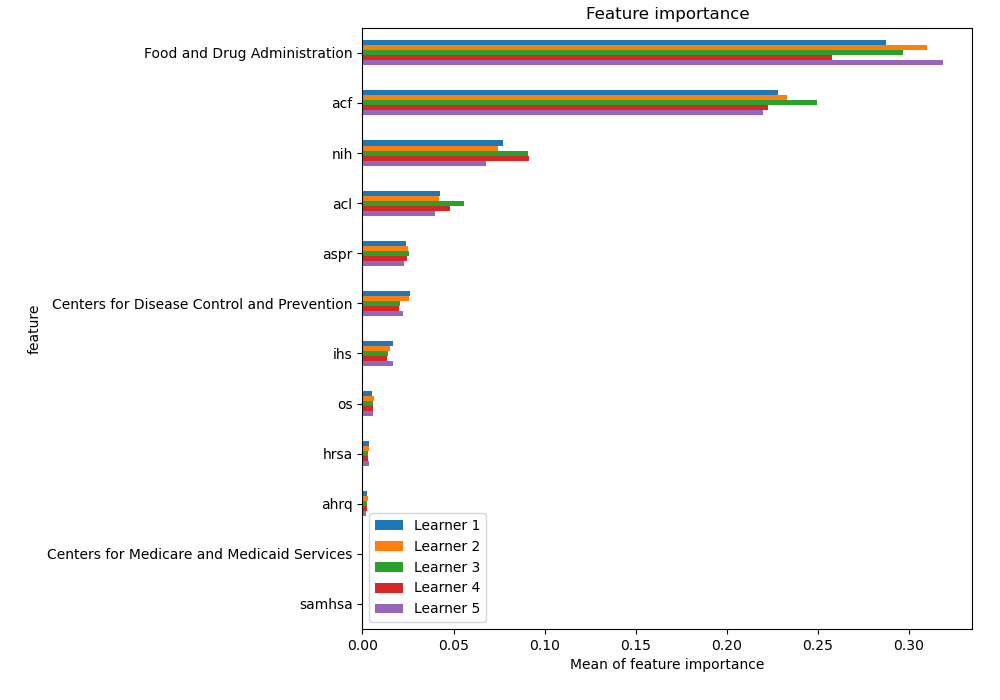 Feature importance
Food and Drug Administration
acf
nih
acl
aspr
Centers for Disease Control and Prevention
ihs
os
hrsa
ahrq
Centers for Medicare and Medicaid Services
samhsa
feature
Learner 1
Learner 2
Learner 3
Learner 4
Learner 5
0.00 0.05 0.10 0.15 0.20 0.25 0.30
Mean of feature importance